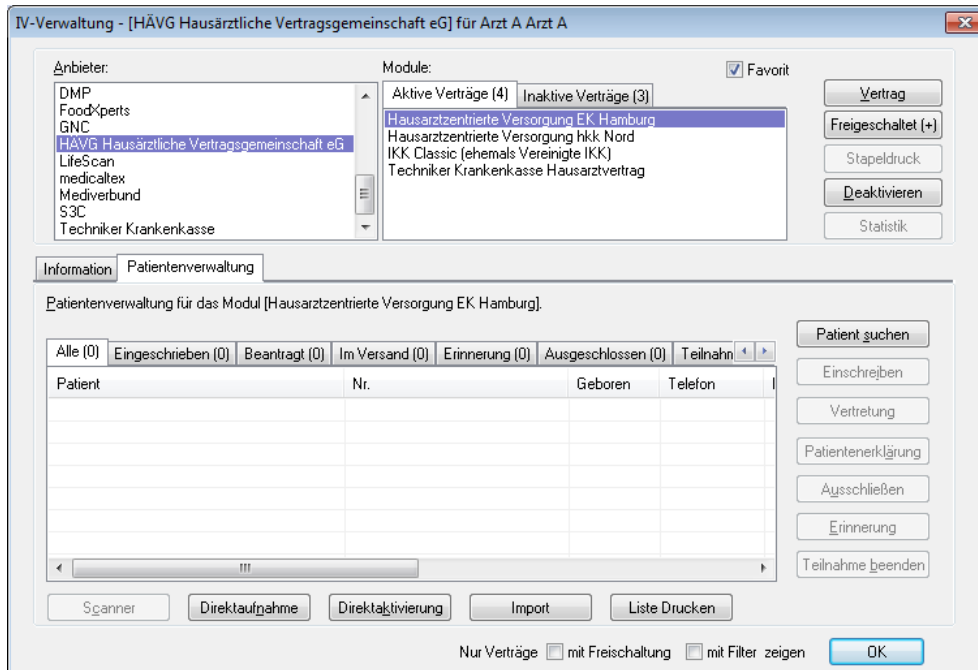 IV-Verwaltung - [HÄVG Hausärztliche Vertragsgemeinschaft eG] für Arzt A Arzt A
Anbieter:
DMP
FoodXperts
GNC
HÄVG Hausärztliche Vertragsgemeinschaft eG
LifeScan
medicaltex
Mediverbund
S3C
Techniker Krankenkasse
Module:
Favorit
Aktive Verträge (4) Inaktive Verträge (3)
Hausarztzentrierte Versorgung EK Hamburg
Hausarztzentrierte Versorgung hkk Nord
IKK Classic (ehemals Vereinigte IKK)
Techniker Krankenkasse Hausarztvertrag
Vertrag
Freigeschaltet (+)
Stapeldruck
Deaktivieren
Statistik
Information Patientenverwaltung
Patientenverwaltung für das Modul [Hausarztzentrierte Versorgung EK Hamburg].
Alle (0) Eingeschrieben (0) Beantragt (0) Im Versand (0) Erinnerung (0) Ausgeschlossen (0) Teilnahm
Patient Nr. Geboren Telefon
Patient suchen
Einschreiben
Vertretung
Patientenerklärung
Ausschließen
Erinnerung
Teilnahme beenden
Scanner Direktaufnahme Direktaktivierung Import Liste Drucken
Nur Verträge mit Freischaltung mit Filter zeigen OK